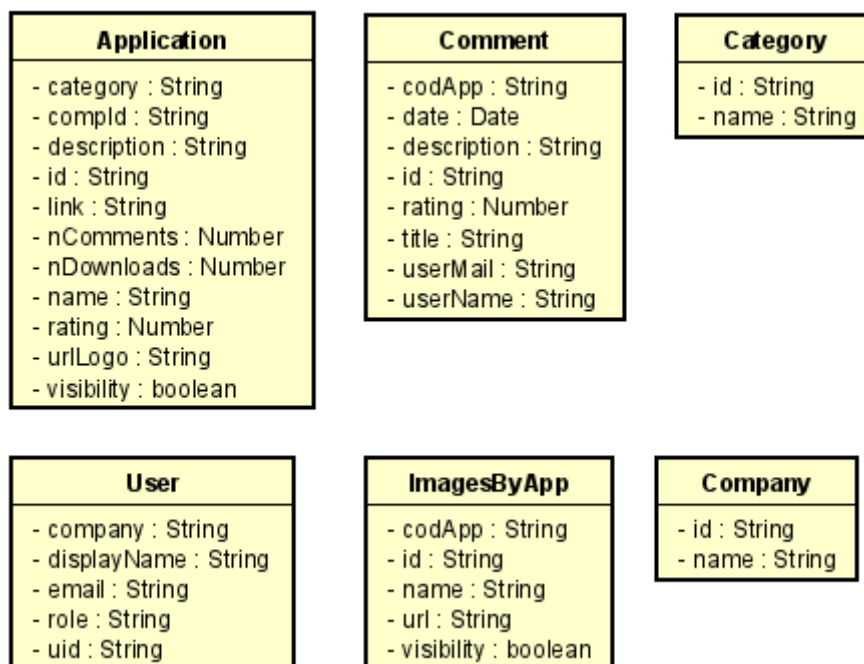 Application
- category : String
- compId : String
- description : String
- id : String
- link : String
- nComments : Number
- nDownloads : Number
- name : String
- rating : Number
- urlLogo : String
- visibility : boolean
Comment
- codApp : String
- date : Date
- description : String
- id : String
- rating : Number
- title : String
- userMail : String
- userName : String
Category
- id : String
- name : String
User
- company : String
- displayName : String
- email : String
- role : String
- uid : String
ImagesByApp
- codApp : String
- id : String
- name : String
- url : String
- visibility : boolean
Company
- id : String
- name : String